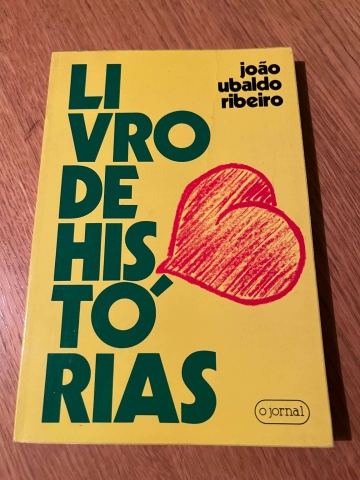 joão
ubaldo
ribeiro
LI
VRO
DE
HIS
TÓ
RIAS
o jornal